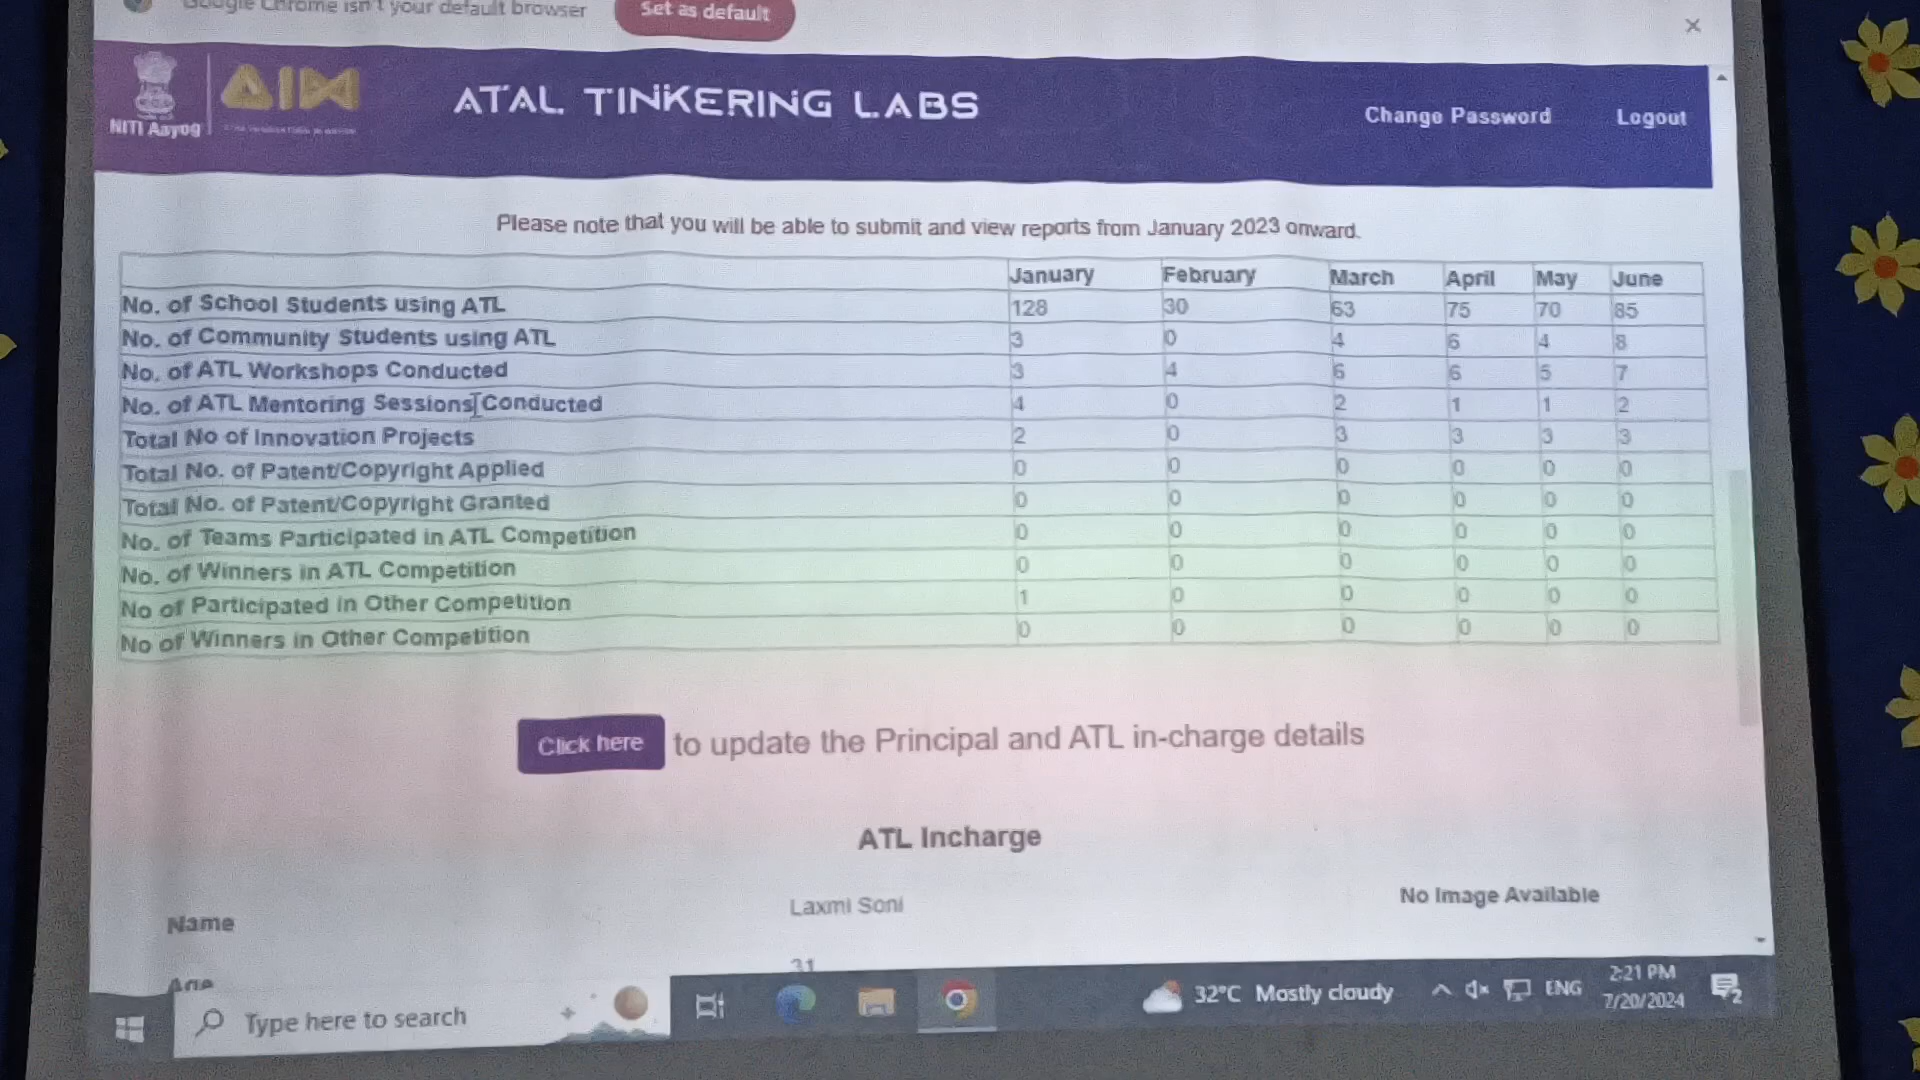 Google Chrome isn't your default browser Set as default
NITI Aayog AIM ATAL TINKERING LABS Change Password Logout
Please note that you will be able to submit and view reports from January 2023 onward.
January February March April May June
No. of School Students using ATL 128 30 63 75 70 85
No. of Community Students using ATL 3 0 4 6 4 8
No. of ATL Workshops Conducted 3 4 6 6 5 7
No. of ATL Mentoring Sessions Conducted 4 0 2 1 1 2
Total No of Innovation Projects 2 0 3 3 3 3
Total No. of Patent/Copyright Applied 0 0 0 0 0 0
Total No. of Patent/Copyright Granted 0 0 0 0 0 0
No. of Teams Participated in ATL Competition 0 0 0 0 0 0
No. of Winners in ATL Competition 0 0 0 0 0 0
No of Participated in Other Competition 1 0 0 0 0 0
No of Winners in Other Competition 0 0 0 0 0 0
Click here to update the Principal and ATL in-charge details
ATL Incharge
Name Laxmi Soni No Image Available
Age 31
Type here to search 32°C Mostly cloudy ENG 2:21 PM
7/20/2024 2